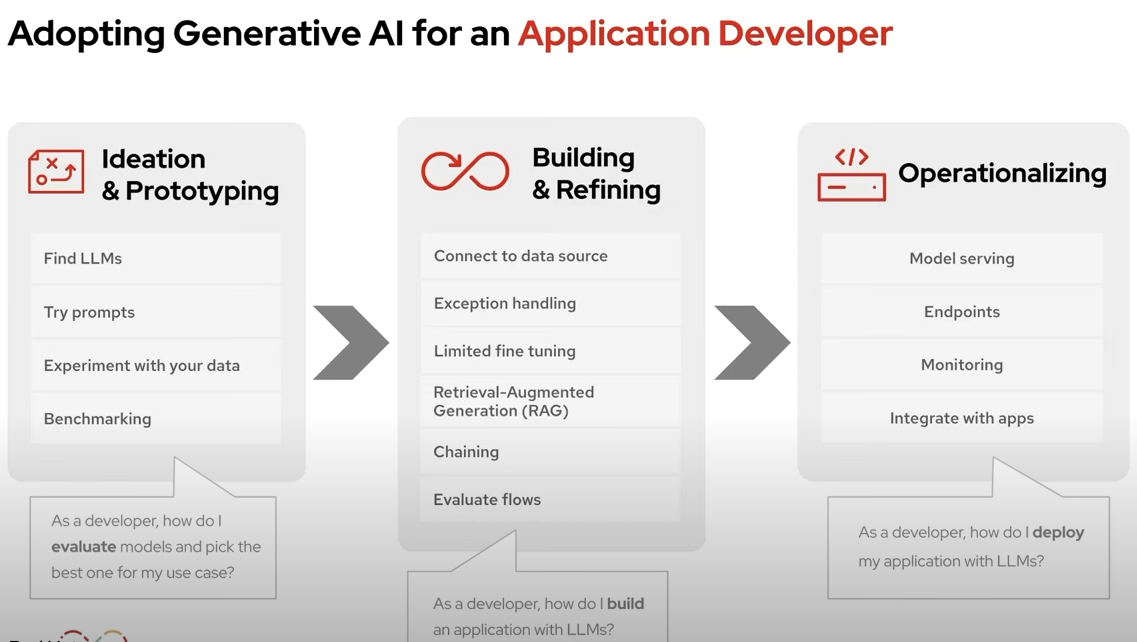 Adopting Generative AI for an Application Developer
Ideation
& Prototyping
Find LLMs
Try prompts
Experiment with your data
Benchmarking
As a developer, how do I
evaluate models and pick the
best one for my use case?
Building
& Refining
Connect to data source
Exception handling
Limited fine tuning
Retrieval-Augmented
Generation (RAG)
Chaining
Evaluate flows
As a developer, how do I build
an application with LLMs?
</>
Operationalizing
Model serving
Endpoints
Monitoring
Integrate with apps
As a developer, how do I deploy
my application with LLMs?